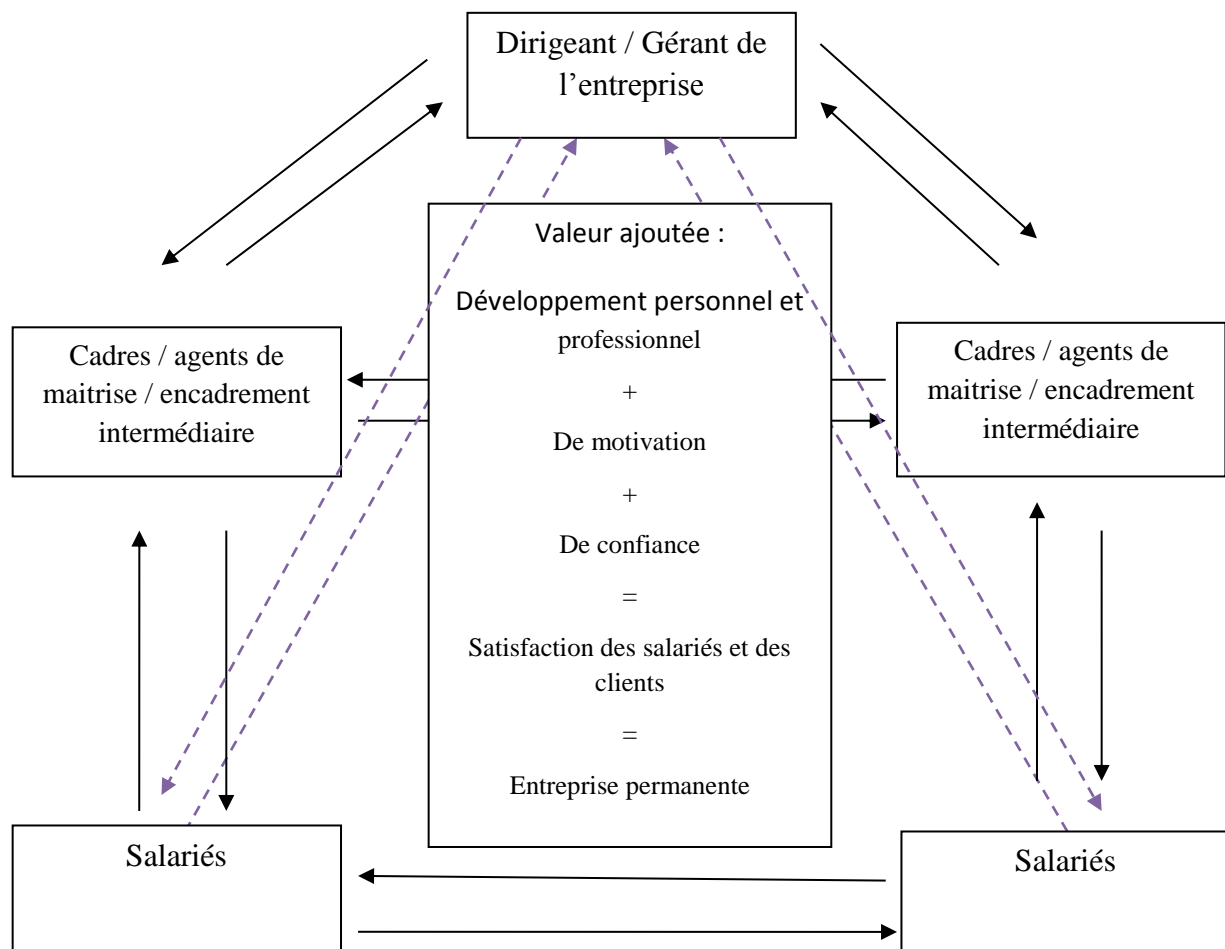 Dirigeant / Gérant de
l’entreprise
Valeur ajoutée :
Développement personnel et
professionnel
+
De motivation
+
De confiance
=
Satisfaction des salariés et des
clients
=
Entreprise permanente
Cadres / agents de
maitrise / encadrement
intermédiaire
Cadres / agents de
maitrise / encadrement
intermédiaire
Salariés
Salariés